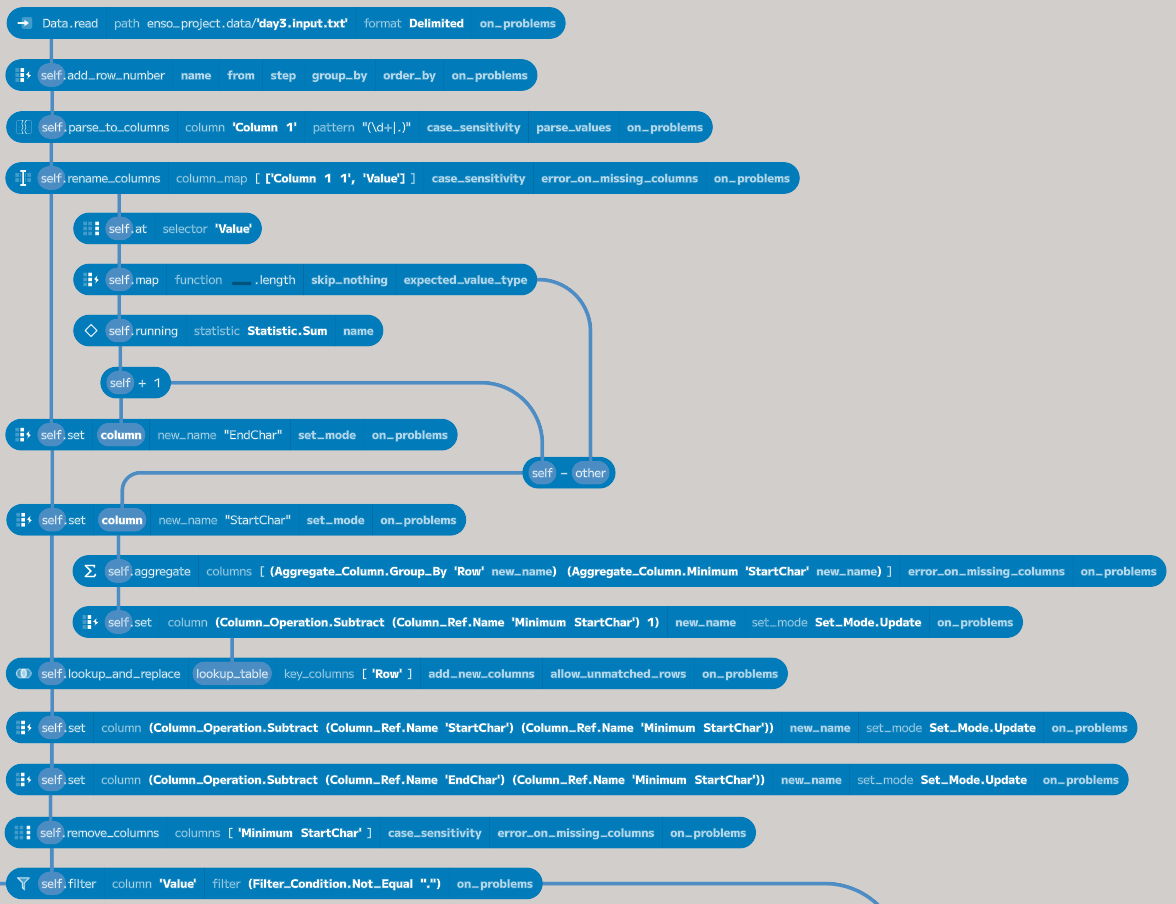 Data.read path enso_project.data/'day3.input.txt' format Delimited on_problems
self.add_row_number name from step group_by order_by on_problems
self.parse_to_columns column 'Column 1' pattern "(\d+|.)" case_sensitivity parse_values on_problems
self.rename_columns column_map [ ['Column 1 1', 'Value'] ] case_sensitivity error_on_missing_columns on_problems
self.at selector 'Value'
self.map function __ .length skip_nothing expected_value_type
self.running statistic Statistic.Sum name
self + 1
self.set column new_name "EndChar" set_mode on_problems
self - other
self.set column new_name "StartChar" set_mode on_problems
self.aggregate columns [ (Aggregate_Column.Group_By 'Row' new_name) (Aggregate_Column.Minimum 'StartChar' new_name) ] error_on_missing_columns on_problems
self.set column (Column_Operation.Subtract (Column_Ref.Name 'Minimum StartChar') 1) new_name set_mode Set_Mode.Update on_problems
self.lookup_and_replace lookup_table key_columns [ 'Row' ] add_new_columns allow_unmatched_rows on_problems
self.set column (Column_Operation.Subtract (Column_Ref.Name 'StartChar') (Column_Ref.Name 'Minimum StartChar')) new_name set_mode Set_Mode.Update on_problems
self.set column (Column_Operation.Subtract (Column_Ref.Name 'EndChar') (Column_Ref.Name 'Minimum StartChar')) new_name set_mode Set_Mode.Update on_problems
self.remove_columns columns [ 'Minimum StartChar' ] case_sensitivity error_on_missing_columns on_problems
self.filter column 'Value' filter (Filter_Condition.Not_Equal ".") on_problems